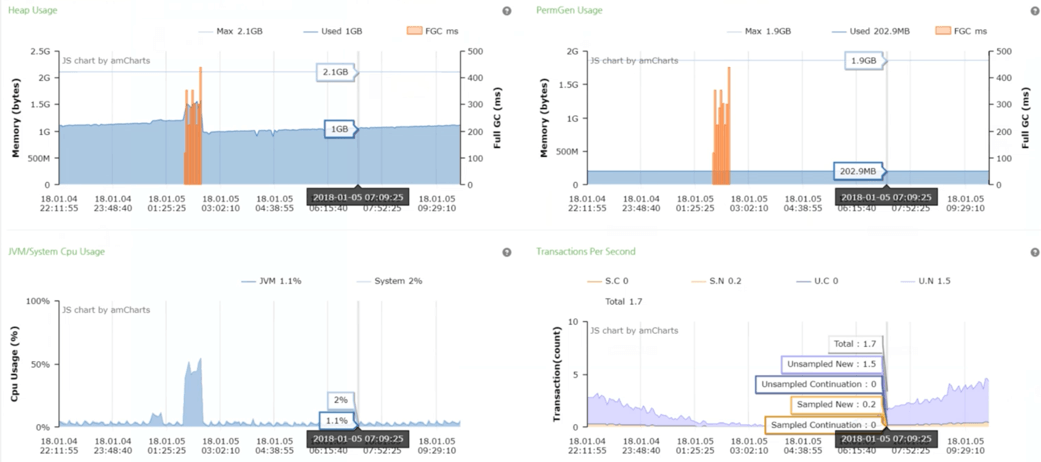 Heap Usage
Max 2.1GB Used 1GB FGC ms
2.5G 500
JS chart by amCharts
2G 400
2.1GB
1.5G 300
1G 200
1GB
500M 100
0 0
Memory (bytes)
Full GC (ms)
2018-01-05 07:09:25
18.01.04 18.01.04 18.01.05 18.01.05 18.01.05 18.01.05 18.01.05 18.01.05
22:11:55 23:48:40 01:25:25 03:02:10 04:38:55 06:15:40 07:52:25 09:29:10
PermGen Usage
Max 1.9GB Used 202.9MB FGC ms
2G 500
JS chart by amCharts
1.9GB
1.5G 400
300
1G
200
500M
100
202.9MB
0 0
Memory (bytes)
Full GC (ms)
2018-01-05 07:09:25
18.01.04 18.01.04 18.01.05 18.01.05 18.01.05 18.01.05 18.01.05 18.01.05
22:11:55 23:48:40 01:25:25 03:02:10 04:38:55 06:15:40 07:52:25 09:29:10
JVM/System Cpu Usage
JVM 1.1% System 2%
100%
JS chart by amCharts
50%
2%
1.1%
0%
Cpu Usage (%)
2018-01-05 07:09:25
18.01.04 18.01.04 18.01.05 18.01.05 18.01.05 18.01.05 18.01.05 18.01.05
22:11:55 23:48:40 01:25:25 03:02:10 04:38:55 06:15:40 07:52:25 09:29:10
Transactions Per Second
S.C 0 S.N 0.2 U.C 0 U.N 1.5
Total 1.7
10
JS chart by amCharts
Total : 1.7
Unsampled New : 1.5
5
Unsampled Continuation : 0
Sampled New : 0.2
Sampled Continuation : 0
0
Transaction(count)
2018-01-05 07:09:25
18.01.04 18.01.04 18.01.05 18.01.05 18.01.05 18.01.05 18.01.05 18.01.05
22:11:55 23:48:40 01:25:25 03:02:10 04:38:55 06:15:40 07:52:25 09:29:10